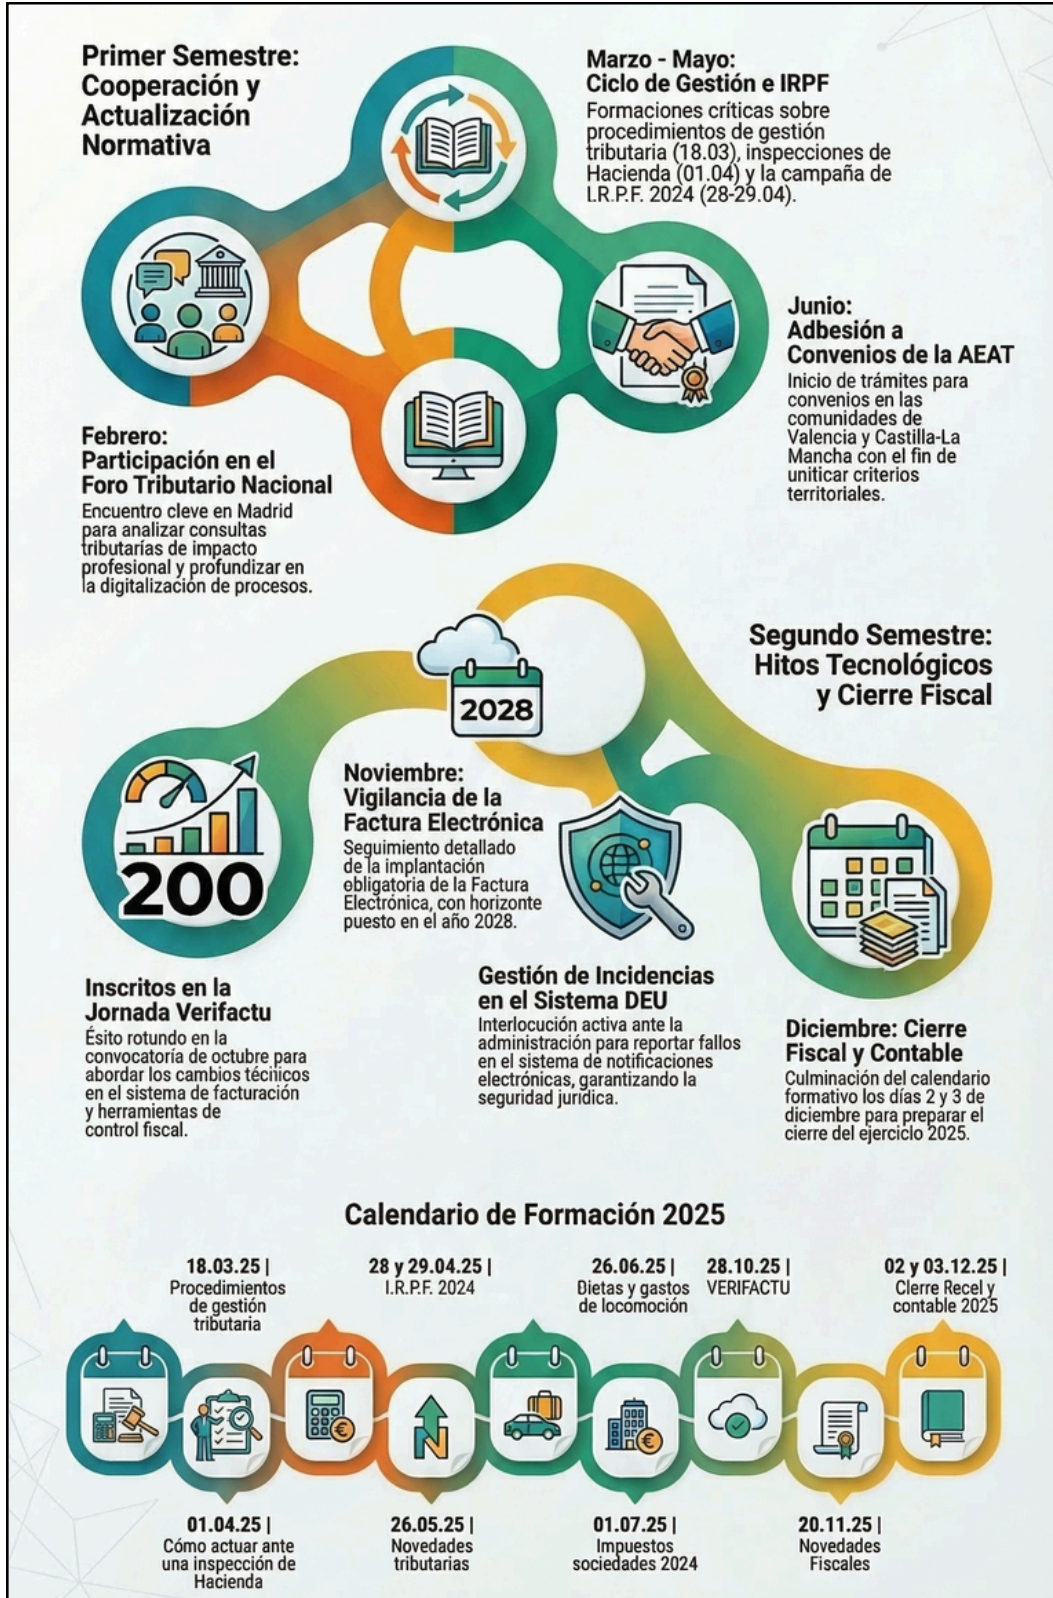 Primer Semestre:
Cooperación y
Actualización
Normativa
Marzo - Mayo:
Ciclo de Gestión e IRPF
Formaciones críticas sobre
procedimientos de gestión
tributaria (18.03), inspecciones de
Hacienda (01.04) y la campaña de
I.R.P.F. 2024 (28-29.04).
Junio:
Adbesión a
Convenios de la AEAT
Inicio de trámites para
convenios en las
comunidades de
Valencia y Castilla-La
Mancha con el fin de
uniticar criterios
territoriales.
Febrero:
Participación en el
Foro Tributario Nacional
Encuentro cleve en Madrid
para analizar consultas
tributarías de impacto
profesional y profundizar en
la digitalización de procesos.
Segundo Semestre:
Hitos Tecnológicos
y Cierre Fiscal
2028
200
Inscritos en la
Jornada Verifactu
Ésito rotundo en la
convocatoría de octubre para
abordar los cambios técnicos
en el sistema de facturación
y herramientas de
control fiscal.
Noviembre:
Vigilancia de la
Factura Electrónica
Seguimiento detallado
de la implantación
obligatoria de la Factura
Electrónica, con horizonte
puesto en el año 2028.
Gestión de Incidencias
en el Sistema DEU
Interlocución activa ante la
administración para reportar fallos
en el sistema de notificaciones
electrónicas, garantizando la
seguridad jurídica.
Diciembre: Cierre
Fiscal y Contable
Culminación del calendario
formativo los días 2 y 3 de
diciembre para preparar el
cierre del ejerciclo 2025.
Calendario de Formación 2025
18.03.25 |
Procedimientos
de gestión
tributaria
28 y 29.04.25 |
I.R.P.F. 2024
26.06.25 |
Dietas y gastos
de locomoción
28.10.25 |
VERIFACTU
02 y 03.12.25 |
Clerre Recel y
contable 2025
N
01.04.25 |
Cómo actuar ante
una inspección de
Hacienda
26.05.25 |
Novedades
tributarias
01.07.25 |
Impuestos
sociedades 2024
20.11.25 |
Novedades
Fiscales